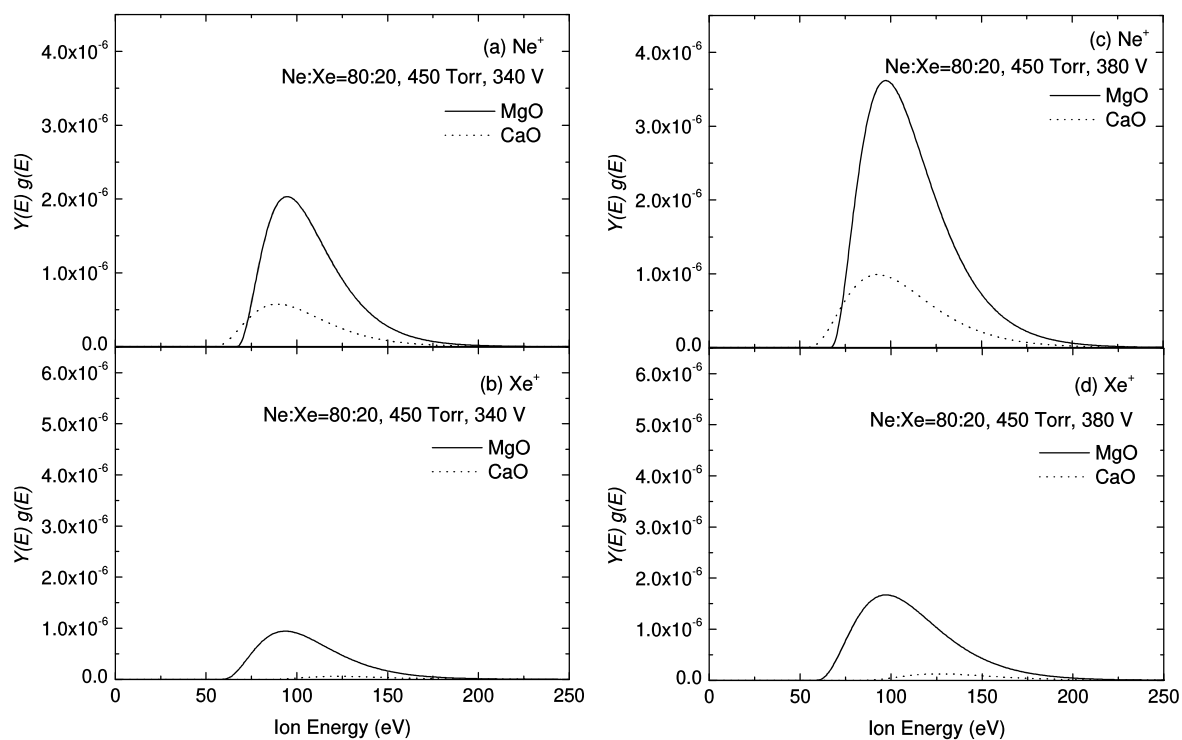 (a) Ne⁺
Ne:Xe=80:20, 450 Torr, 340 V
MgO
CaO
Y(E) g(E)
4.0x10⁻⁶
3.0x10⁻⁶
2.0x10⁻⁶
1.0x10⁻⁶
0.0
(b) Xe⁺
Ne:Xe=80:20, 450 Torr, 340 V
MgO
CaO
Y(E) g(E)
6.0x10⁻⁶
5.0x10⁻⁶
4.0x10⁻⁶
3.0x10⁻⁶
2.0x10⁻⁶
1.0x10⁻⁶
0.0
0 50 100 150 200 250
Ion Energy (eV)
(c) Ne⁺
Ne:Xe=80:20, 450 Torr, 380 V
MgO
CaO
Y(E) g(E)
4.0x10⁻⁶
3.0x10⁻⁶
2.0x10⁻⁶
1.0x10⁻⁶
0.0
(d) Xe⁺
Ne:Xe=80:20, 450 Torr, 380 V
MgO
CaO
Y(E) g(E)
6.0x10⁻⁶
5.0x10⁻⁶
4.0x10⁻⁶
3.0x10⁻⁶
2.0x10⁻⁶
1.0x10⁻⁶
0.0
0 50 100 150 200 250
Ion Energy (eV)